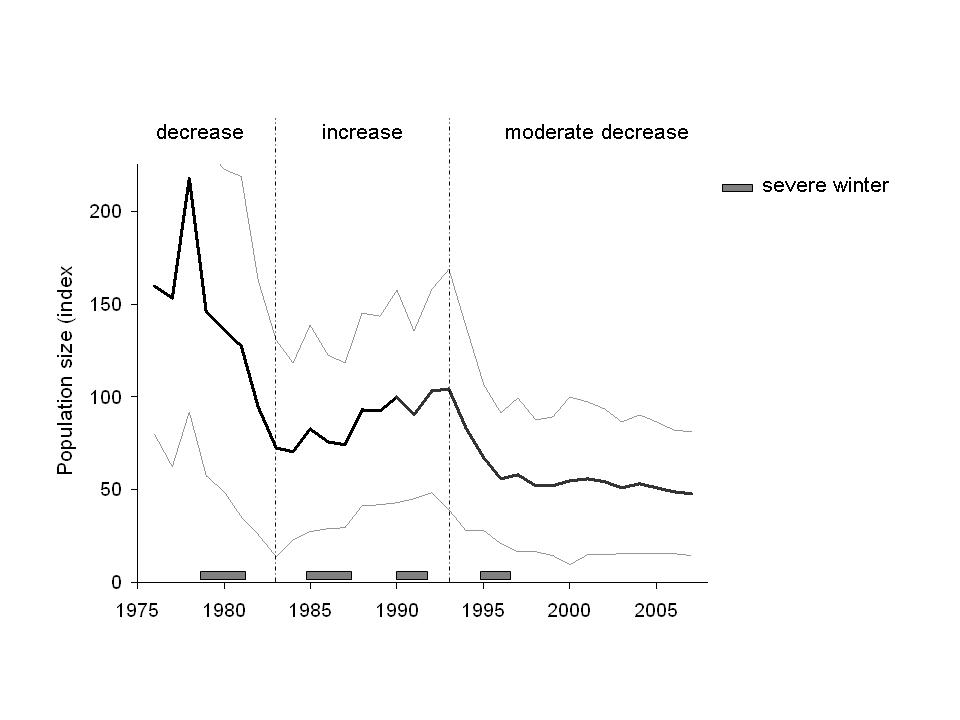 decrease
increase
moderate decrease
severe winter
Population size (index
200
150
100
50
0
1975
1980
1985
1990
1995
2000
2005